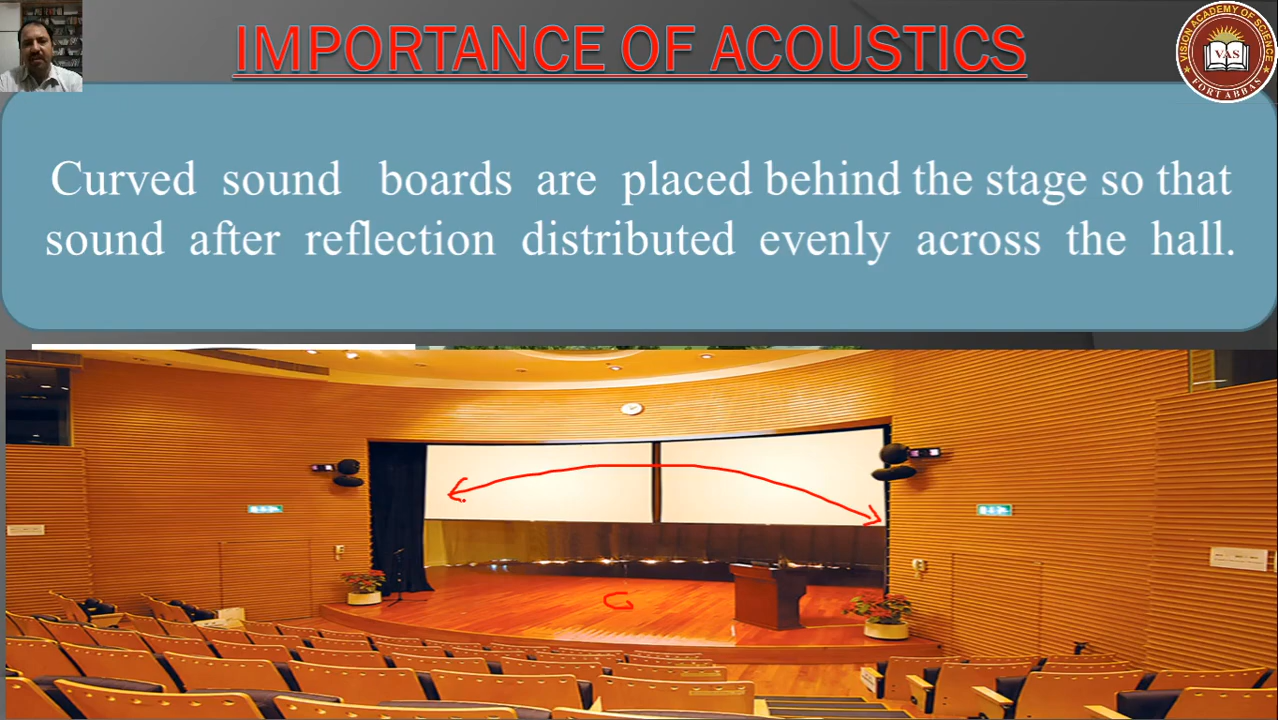 IMPORTANCE OF ACOUSTICS
VISION ACADEMY OF SCIENCE
VAS
FORT ABBAS
Curved sound boards are placed behind the stage so that
sound after reflection distributed evenly across the hall.